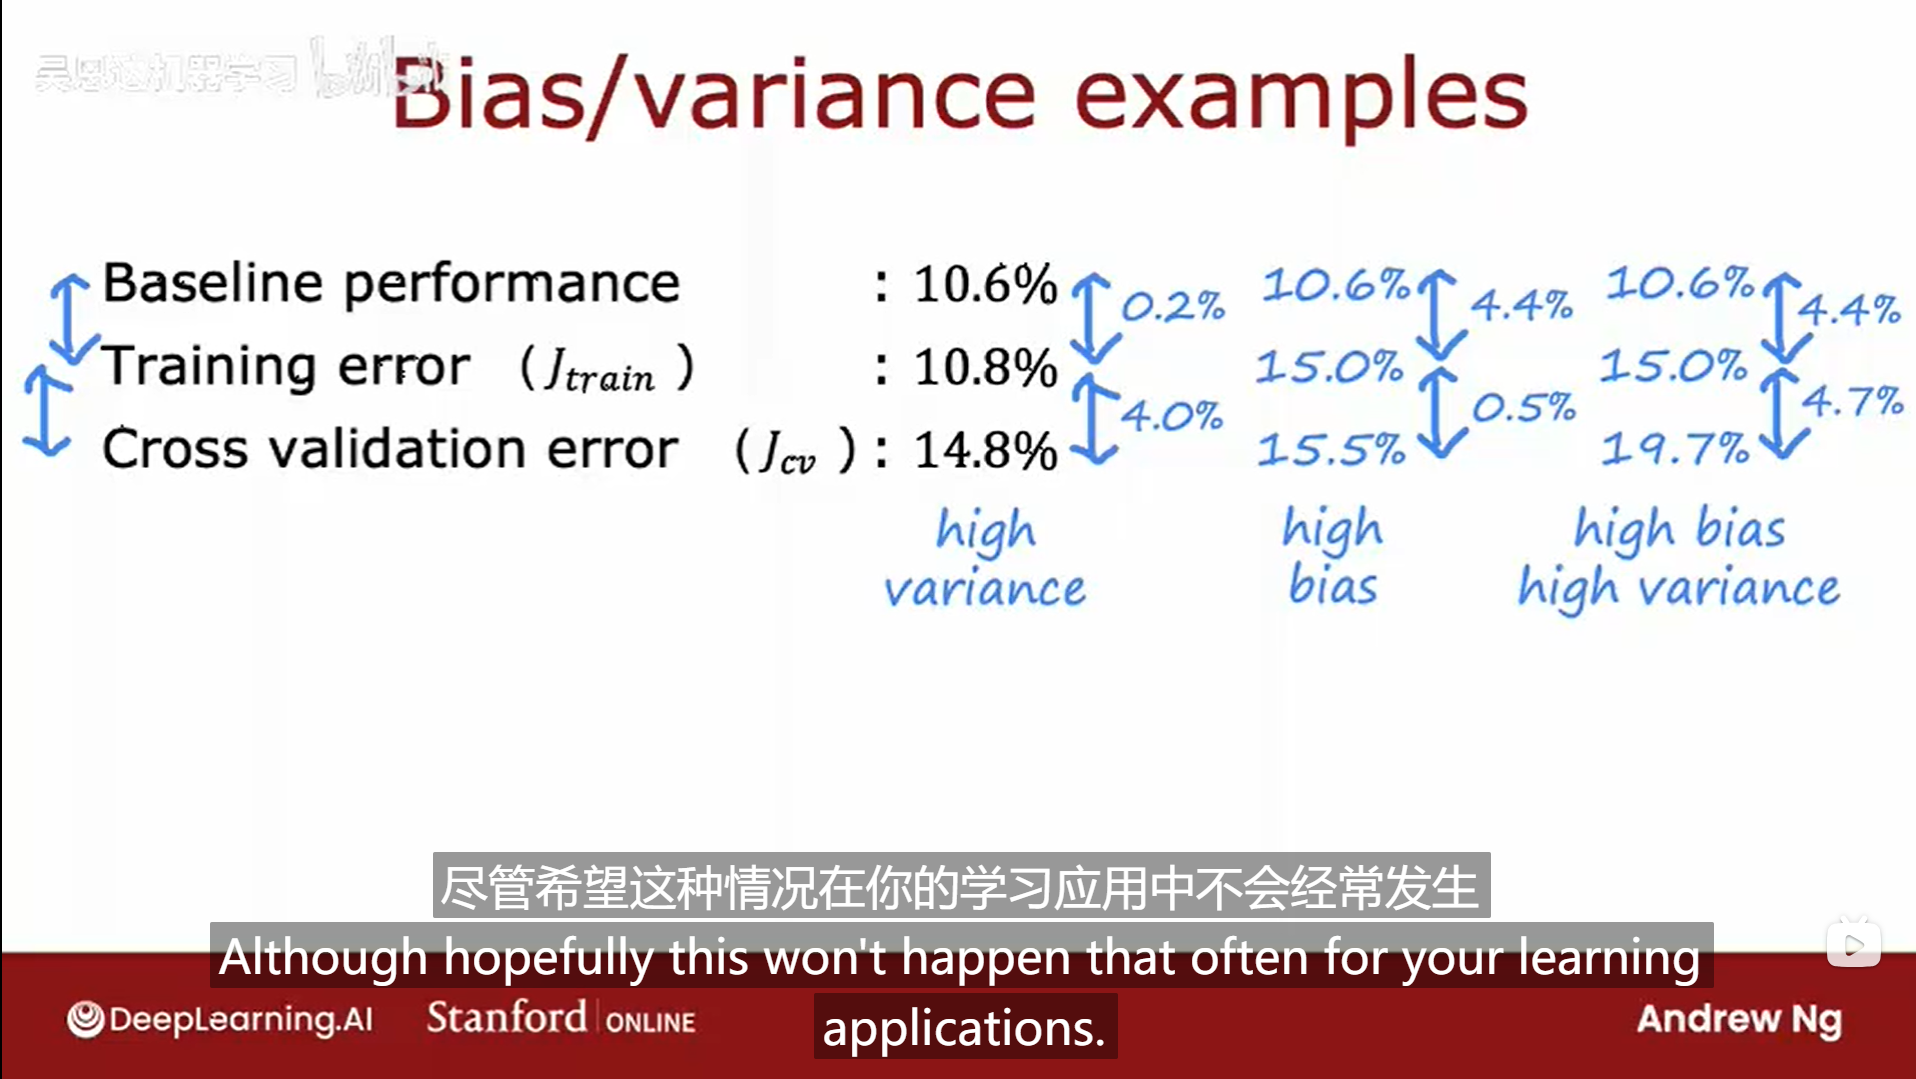 吴恩达机器学习
Bias/variance examples
Baseline performance : 10.6% 0.2% 10.6% 4.4% 10.6% 4.4%
Training error (J_train) : 10.8% 4.0% 15.0% 0.5% 15.0% 4.7%
Cross validation error (J_cv) : 14.8% 15.5% 19.7%
high
variance
high
bias
high bias
high variance
尽管希望这种情况在你的学习应用中不会经常发生
Although hopefully this won't happen that often for your learning
applications.
DeepLearning.AI Stanford ONLINE Andrew Ng